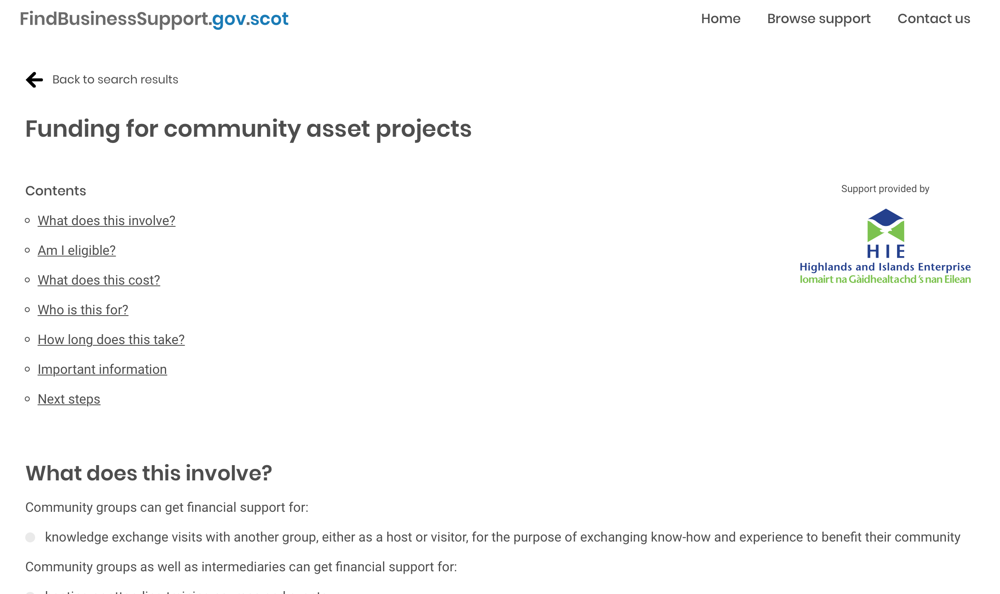 FindBusinessSupport.gov.scot
Home
Browse support
Contact us
Back to search results
Funding for community asset projects
Contents
What does this involve?
Am I eligible?
What does this cost?
Who is this for?
How long does this take?
Important information
Next steps
Support provided by
HIE
Highlands and Islands Enterprise
Iomairt na Gàidhealtachd 's nan Eilean
What does this involve?
Community groups can get financial support for:
knowledge exchange visits with another group, either as a host or visitor, for the purpose of exchanging know-how and experience to benefit their community
Community groups as well as intermediaries can get financial support for: